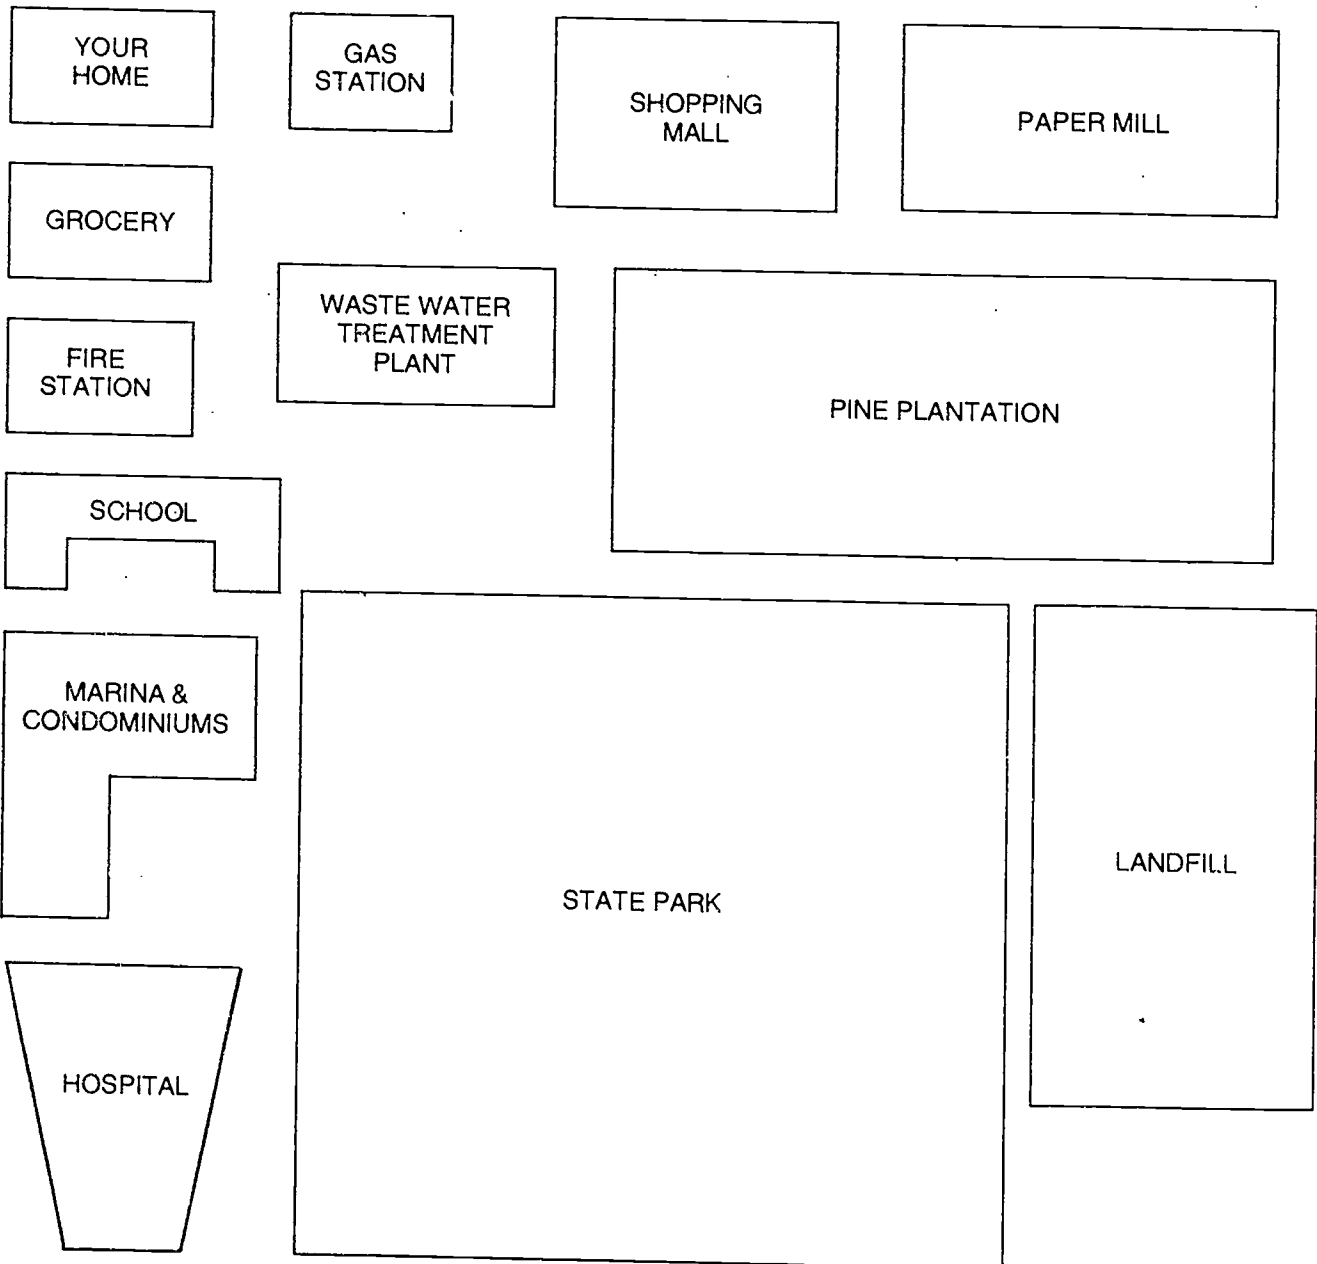 YOUR
HOME
GAS
STATION
SHOPPING
MALL
PAPER MILL
GROCERY
WASTE WATER
TREATMENT
PLANT
FIRE
STATION
PINE PLANTATION
SCHOOL
MARINA &
CONDOMINIUMS
LANDFILL
STATE PARK
HOSPITAL